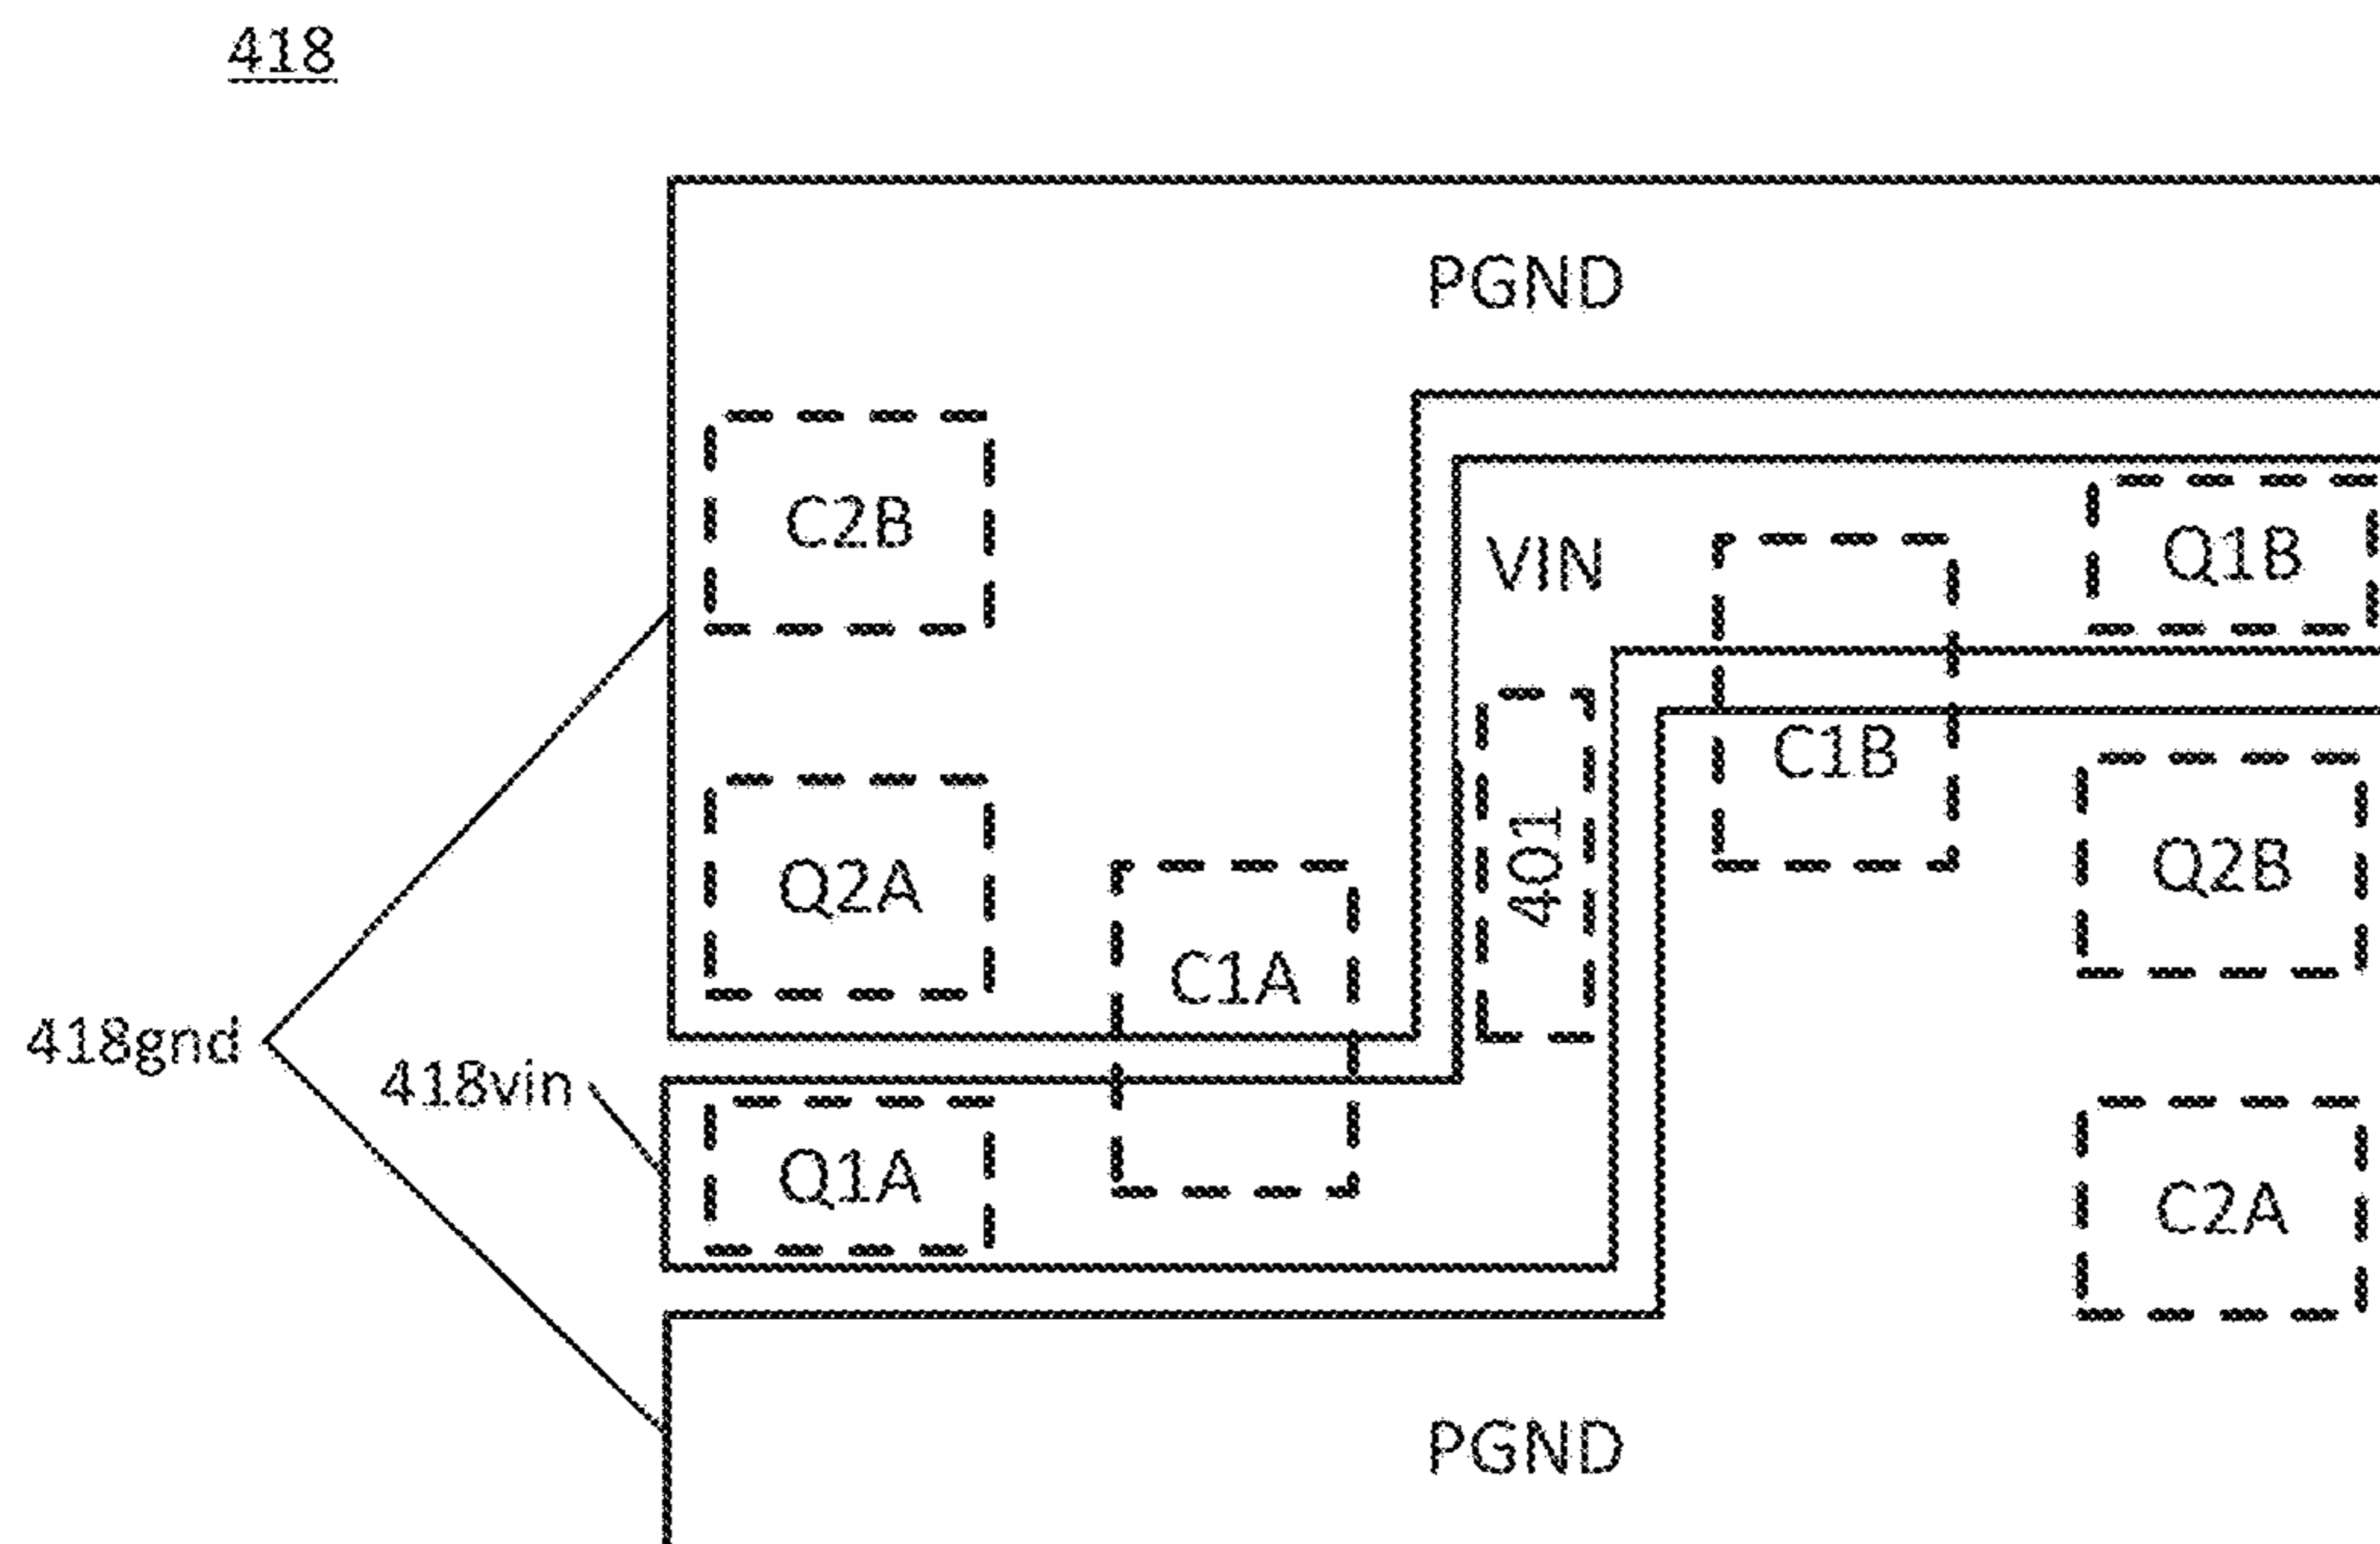 418
PGND
C2B
VIN
Q1B
C1B
401
Q2A
Q2B
C1A
418gnd
418vin
Q1A
C2A
PGND